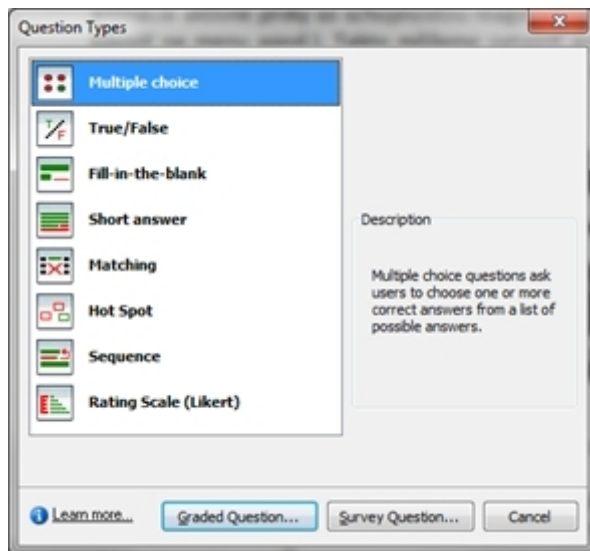 Question Types
Multiple choice
T/F
True/False
Fill-in-the-blank
Short answer
Matching
Hot Spot
Sequence
Rating Scale (Likert)
Description
Multiple choice questions ask
users to choose one or more
correct answers from a list of
possible answers.
Learn more...
Graded Question...
Survey Question...
Cancel